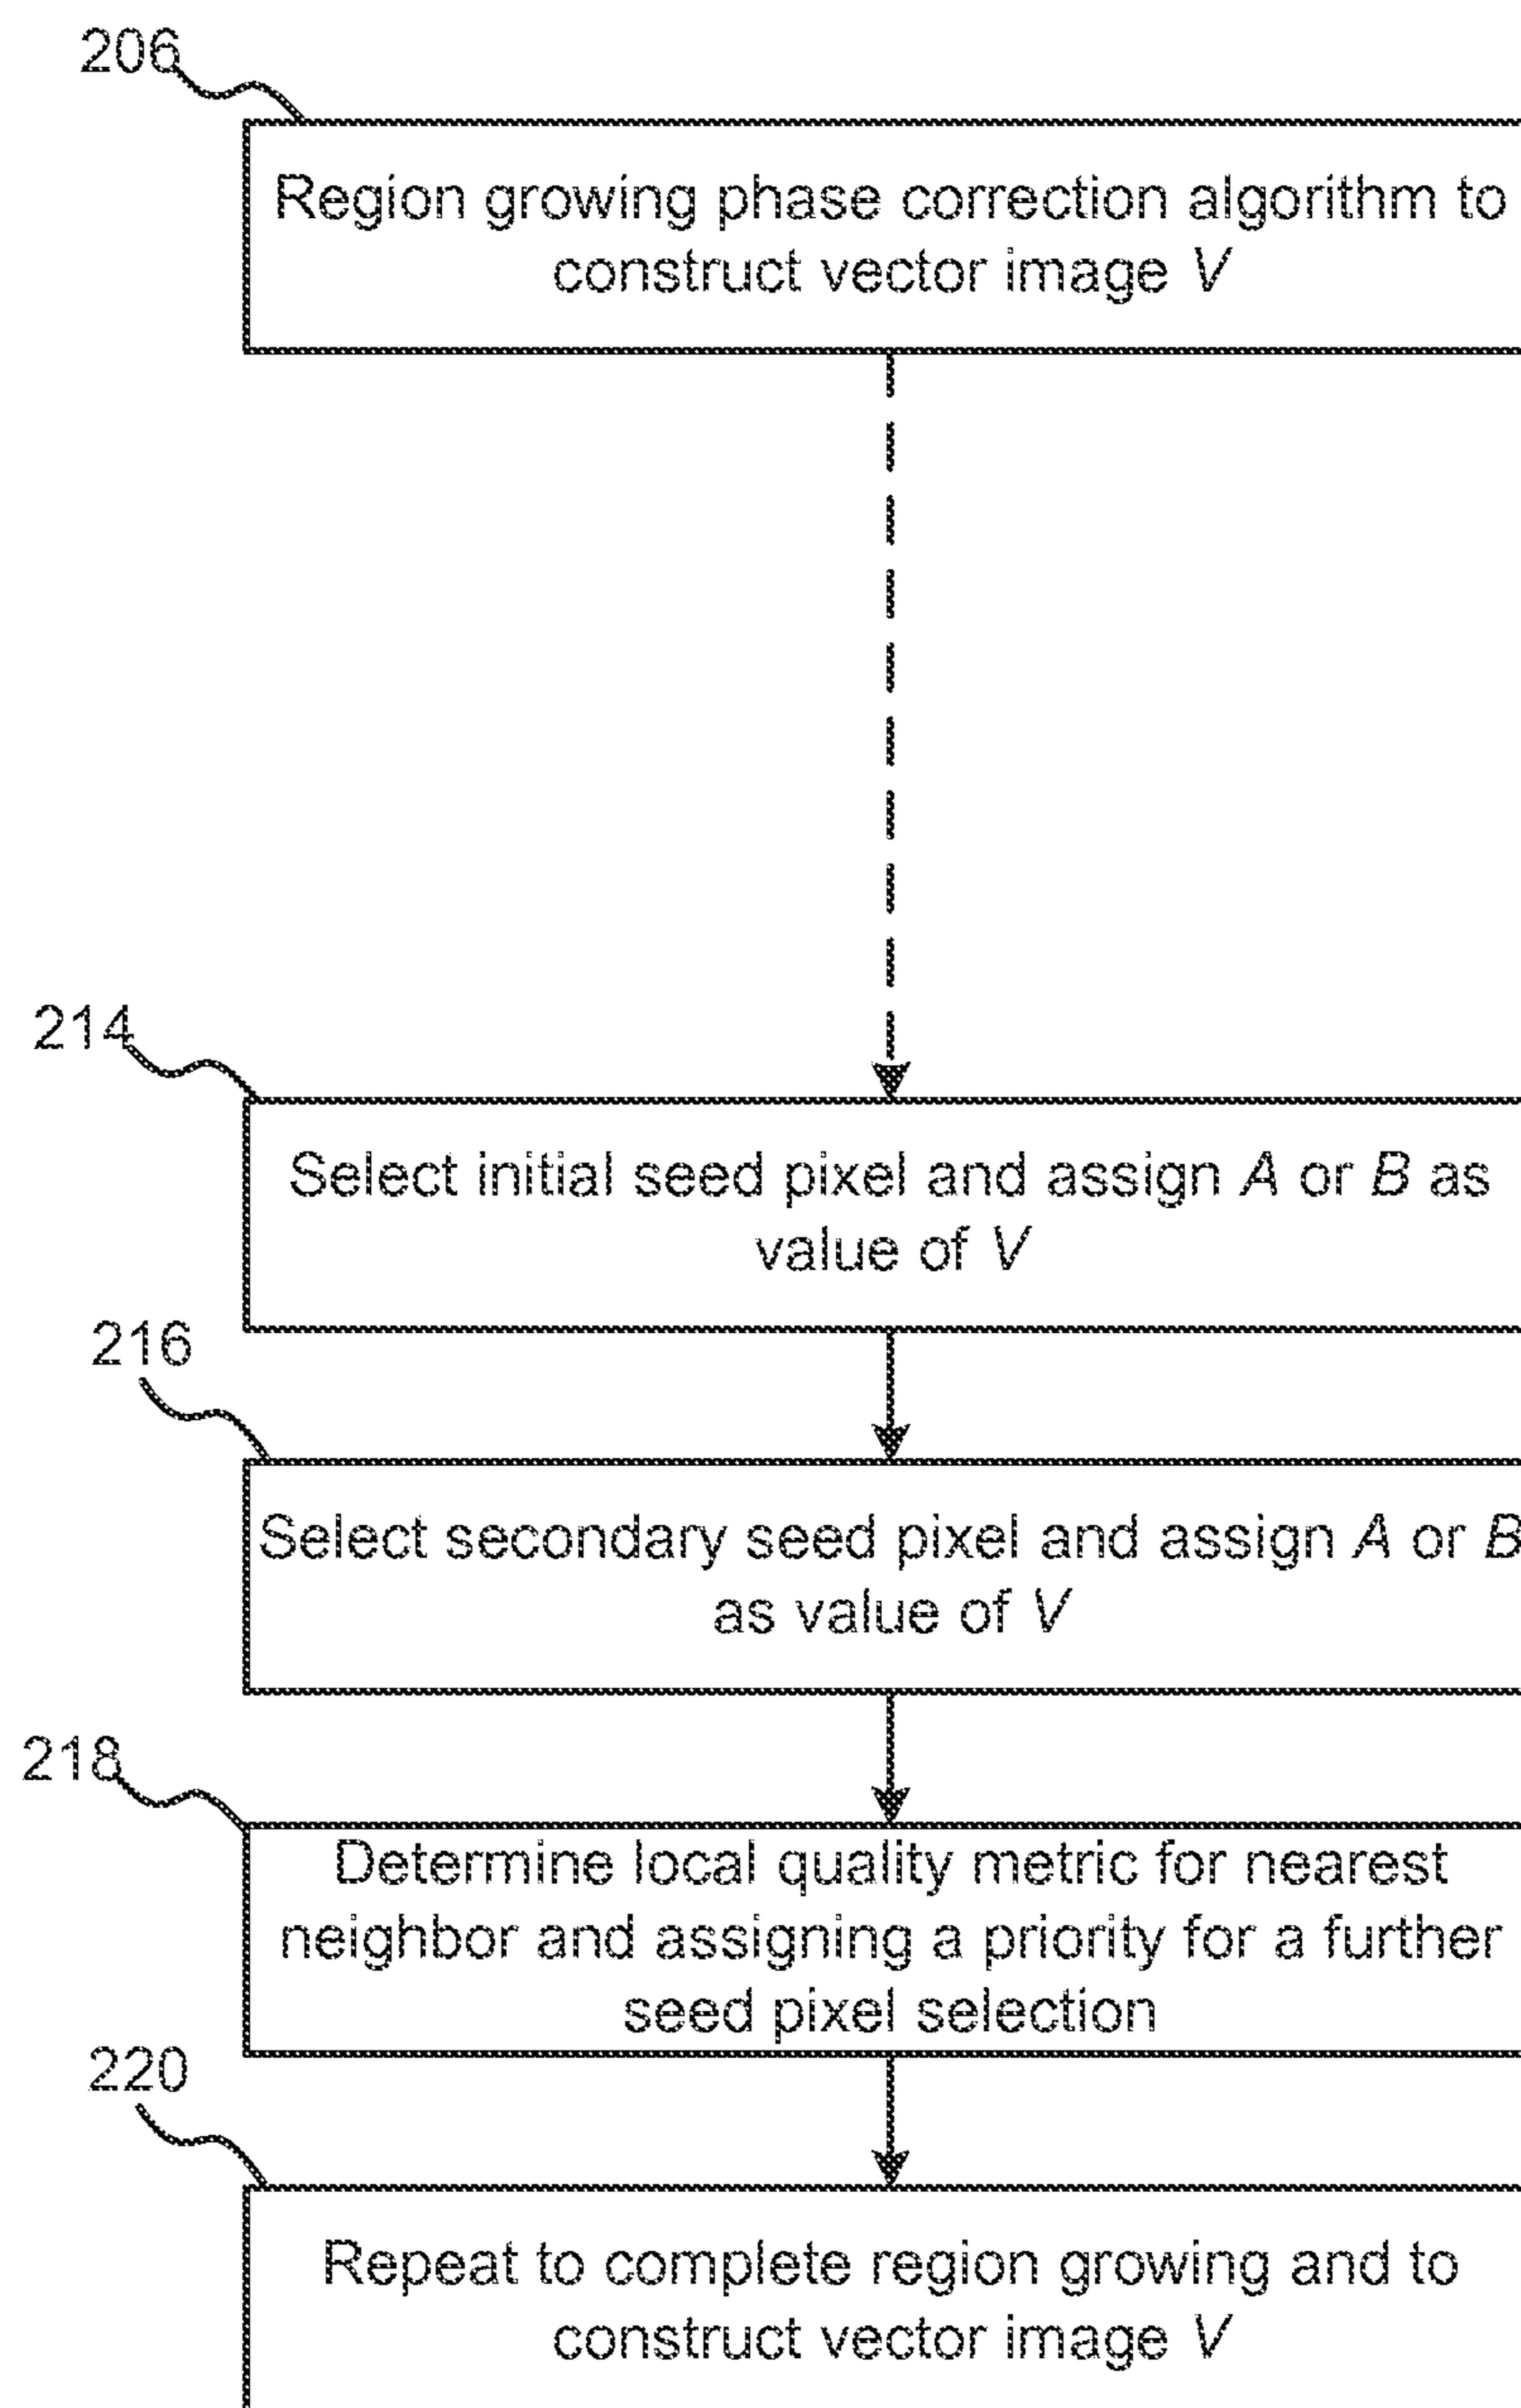 206
Region growing phase correction algorithm to
construct vector image V
214
Select initial seed pixel and assign A or B as
value of V
216
Select secondary seed pixel and assign A or B
as value of V
218
Determine local quality metric for nearest
neighbor and assigning a priority for a further
seed pixel selection
220
Repeat to complete region growing and to
construct vector image V